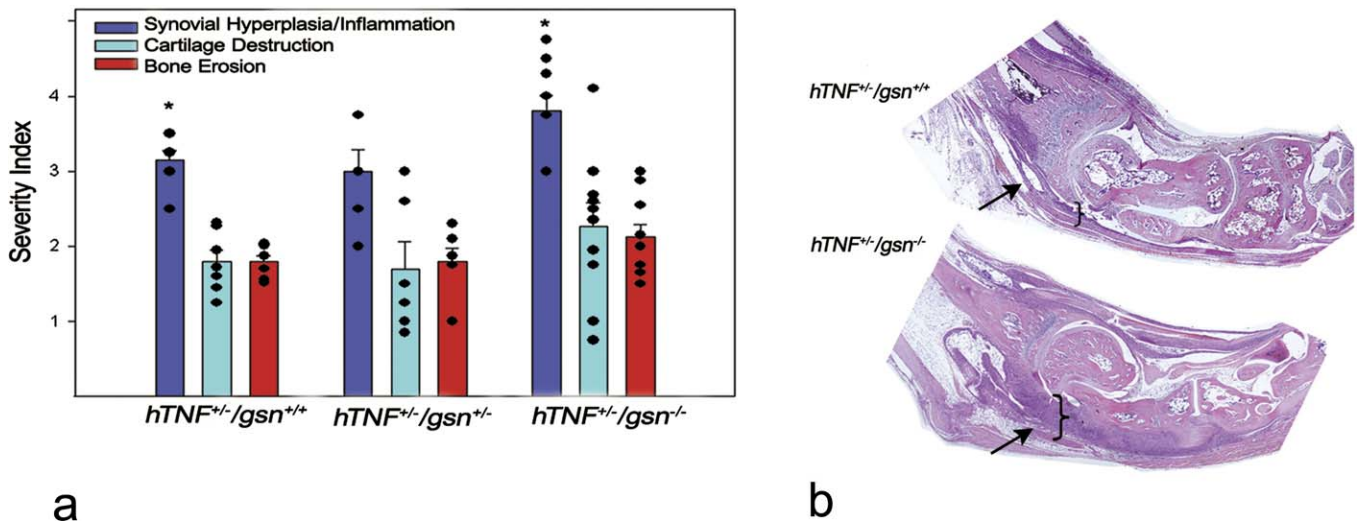 Synovial Hyperplasia/Inflammation
Cartilage Destruction
Bone Erosion
*
*
4
3
2
1
Severity Index
hTNF+/-/gsn+/+
hTNF+/-/gsn+/-
hTNF+/-/gsn-/-
a
hTNF+/-/gsn+/+
hTNF+/-/gsn-/-
}
}
b